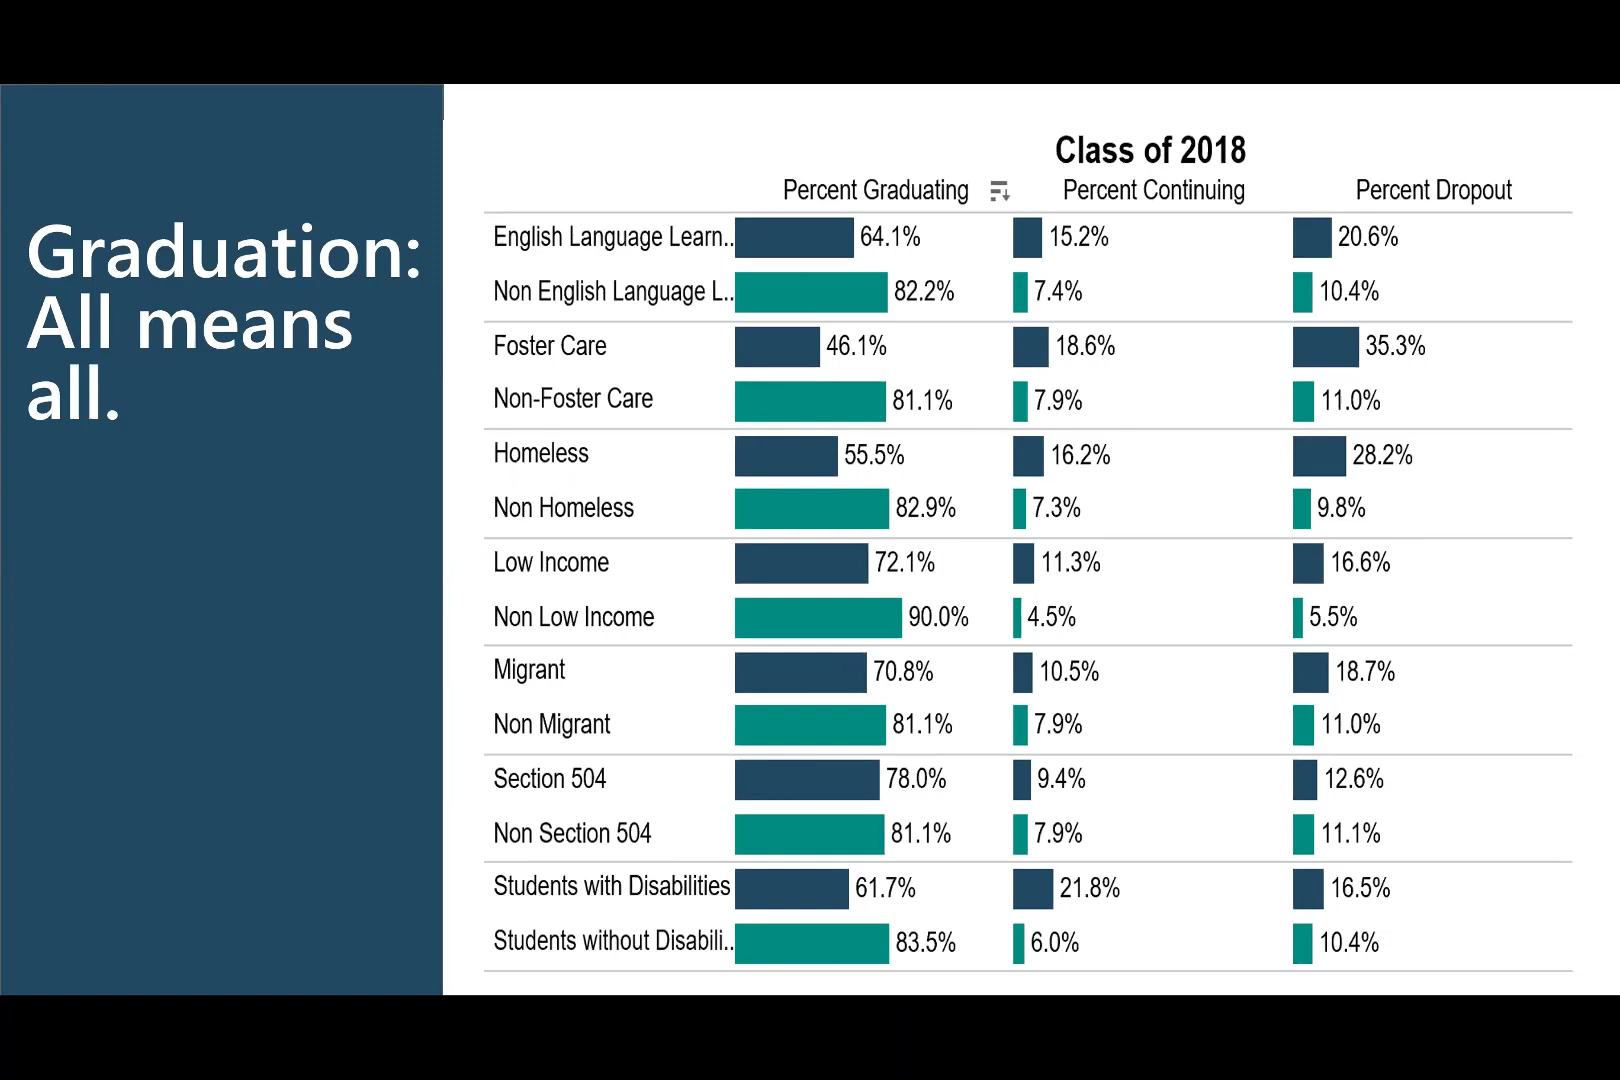 Graduation:
All means
all.
Class of 2018
Percent Graduating Percent Continuing Percent Dropout
English Language Learn.. 64.1% 15.2% 20.6%
Non English Language L.. 82.2% 7.4% 10.4%
Foster Care 46.1% 18.6% 35.3%
Non-Foster Care 81.1% 7.9% 11.0%
Homeless 55.5% 16.2% 28.2%
Non Homeless 82.9% 7.3% 9.8%
Low Income 72.1% 11.3% 16.6%
Non Low Income 90.0% 4.5% 5.5%
Migrant 70.8% 10.5% 18.7%
Non Migrant 81.1% 7.9% 11.0%
Section 504 78.0% 9.4% 12.6%
Non Section 504 81.1% 7.9% 11.1%
Students with Disabilities 61.7% 21.8% 16.5%
Students without Disabili.. 83.5% 6.0% 10.4%